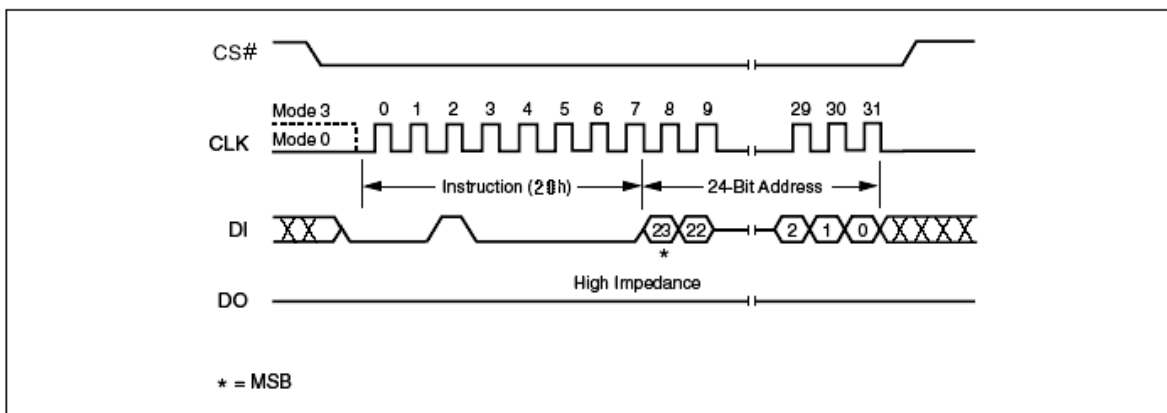 CS#
Mode 3
0 1 2 3 4 5 6 7 8 9 29 30 31
CLK
Mode 0
Instruction (20h)
24-Bit Address
DI
23 22 2 1 0
*
High Impedance
DO
* = MSB